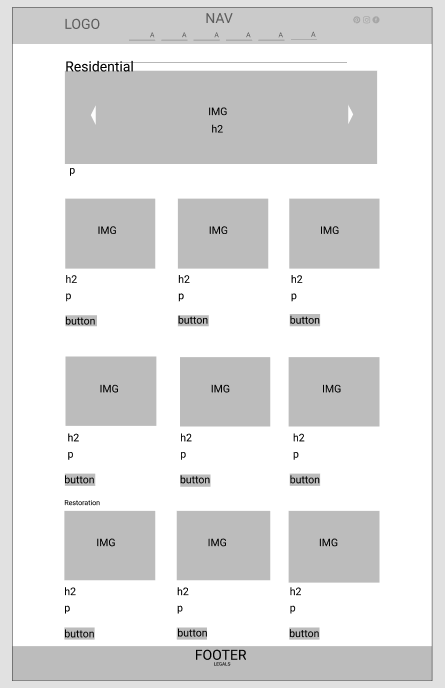 LOGO
NAV
A A A A A A
Residential
IMG
h2
p
IMG IMG IMG
h2 h2 h2
p p p
button button button
IMG IMG IMG
h2 h2 h2
p p p
button button button
Restoration
IMG IMG IMG
h2 h2 h2
p p p
button button button
FOOTER
LEGALS